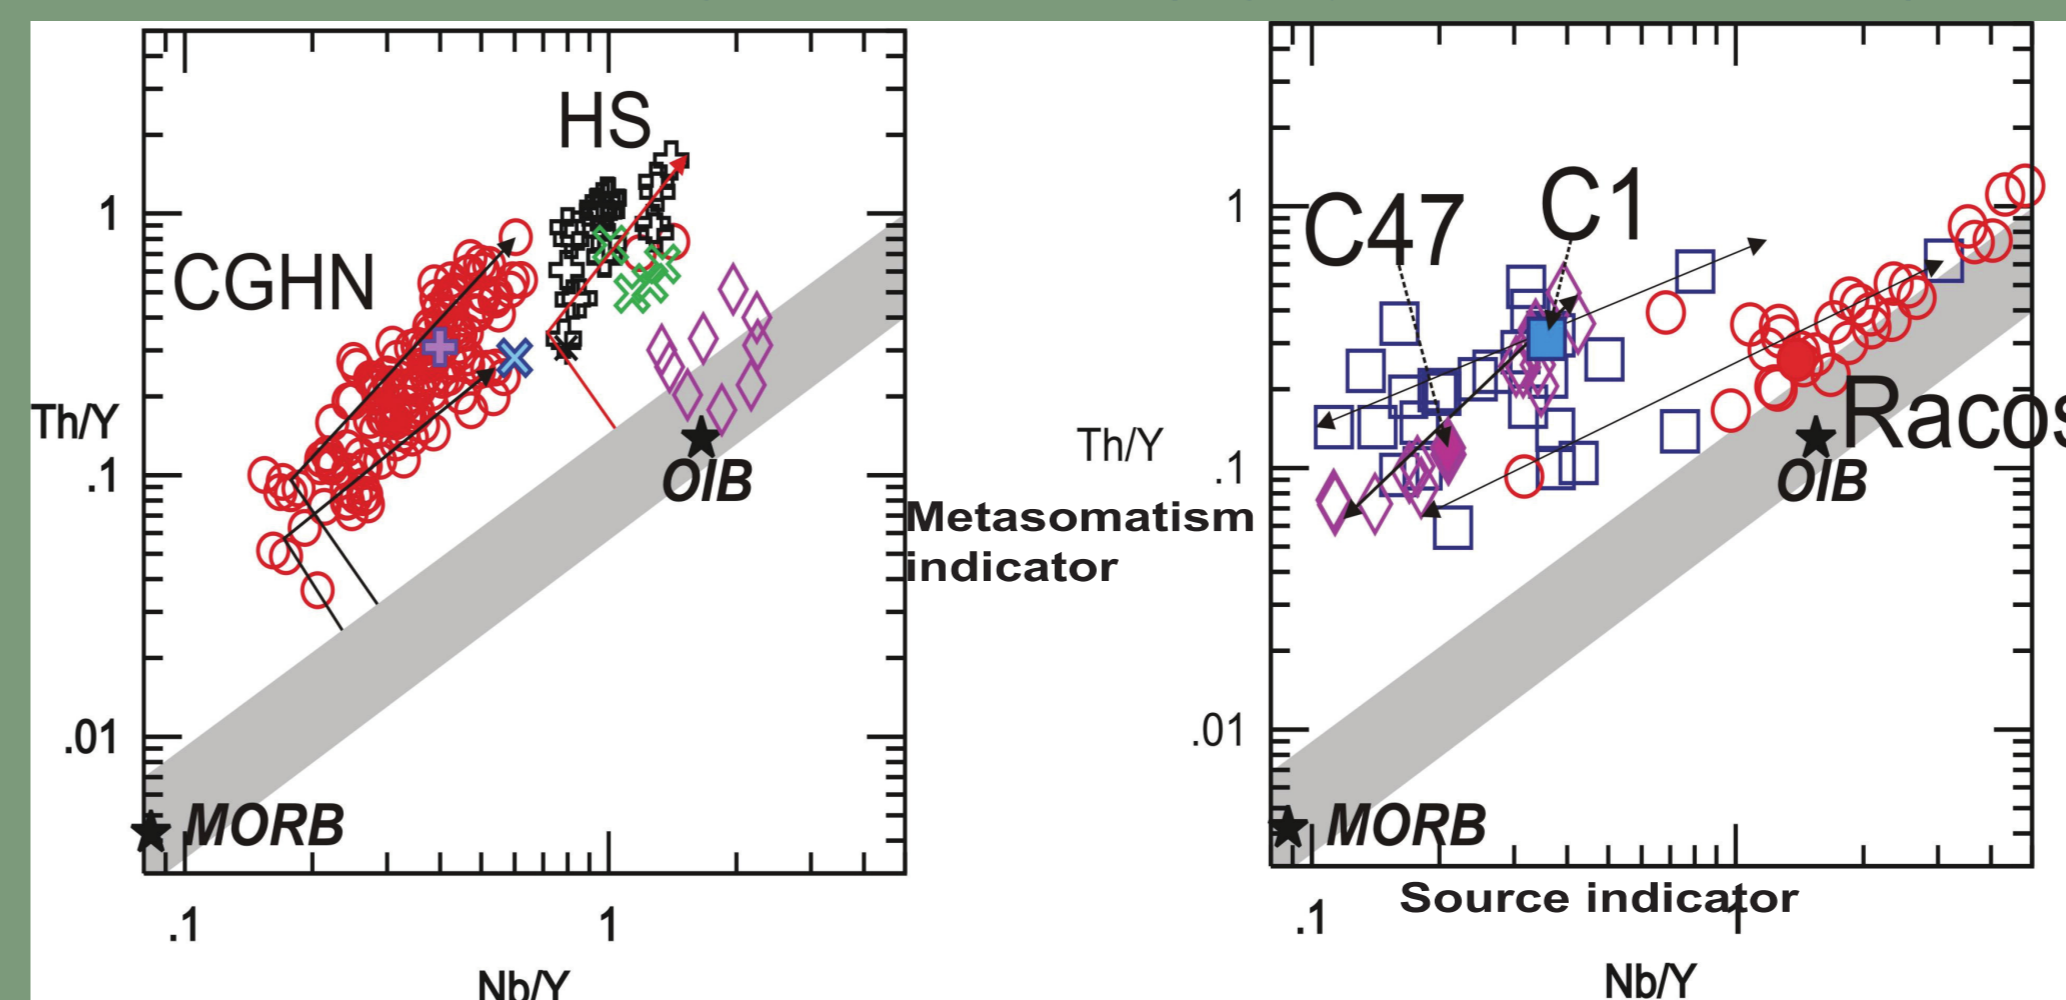 HS
1
CGHN
Th/Y
.1
OIB
.01
MORB
.1
1
Nb/Y
Metasomatism
indicator
C1
C47
1
Th/Y
.1
Racos
OIB
.01
MORB
Source indicator
.1
1
Nb/Y